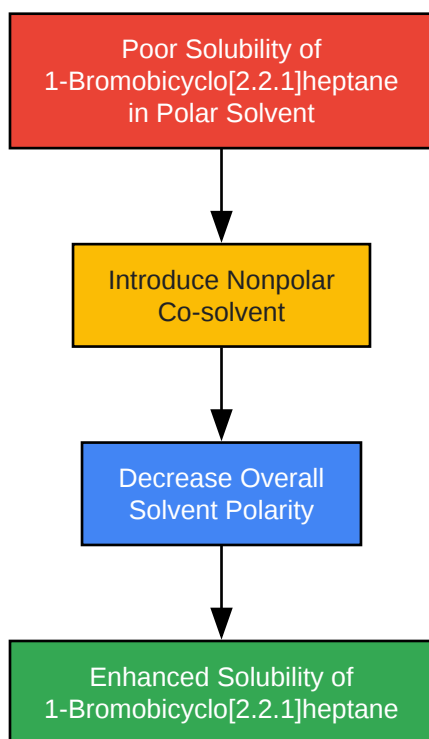 Poor Solubility of
1-Bromobicyclo[2.2.1]heptane
in Polar Solvent
Introduce Nonpolar
Co-solvent
Decrease Overall
Solvent Polarity
Enhanced Solubility of
1-Bromobicyclo[2.2.1]heptane